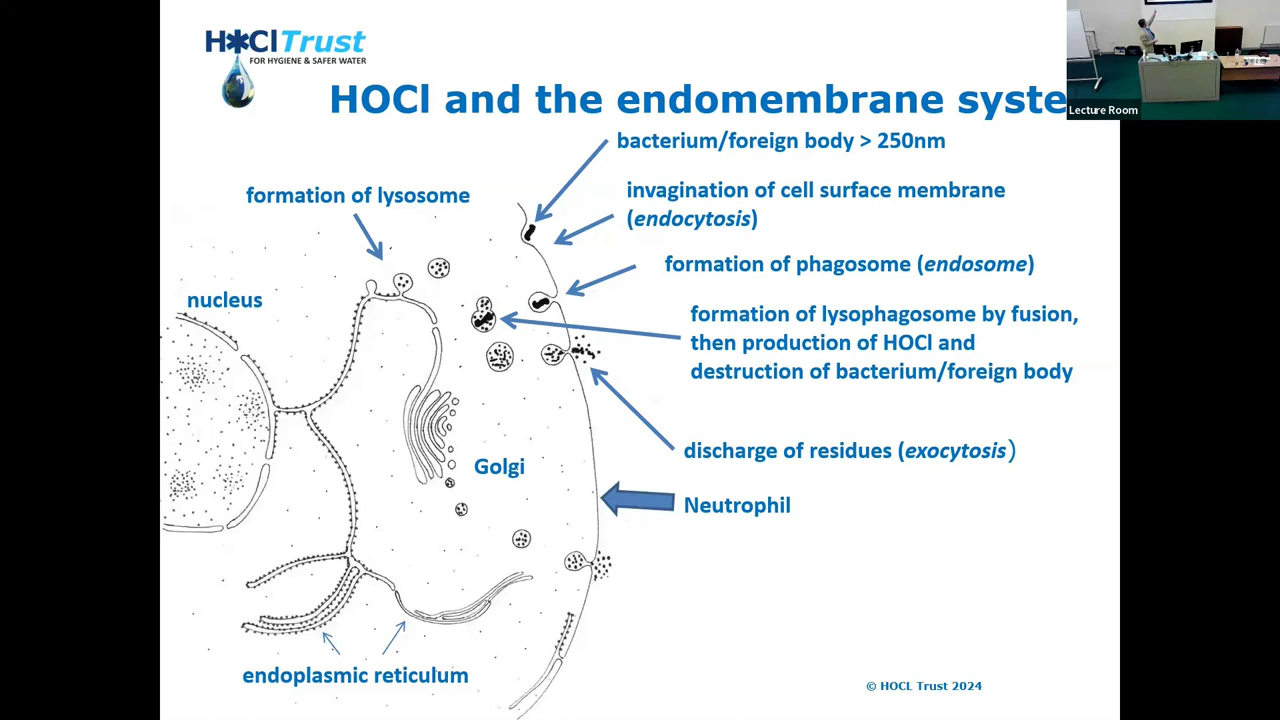 H*Cl Trust
FOR HYGIENE & SAFER WATER
HOCl and the endomembrane syste
Lecture Room
bacterium/foreign body > 250nm
formation of lysosome
invagination of cell surface membrane
(endocytosis)
formation of phagosome (endosome)
nucleus
formation of lysophagosome by fusion,
then production of HOCl and
destruction of bacterium/foreign body
discharge of residues (exocytosis)
Golgi
Neutrophil
endoplasmic reticulum
© HOCL Trust 2024